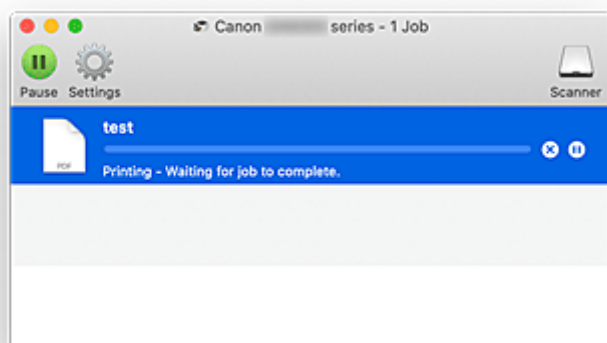 Canon series - 1 Job
Pause Settings Scanner
test
PDF
Printing - Waiting for job to complete.